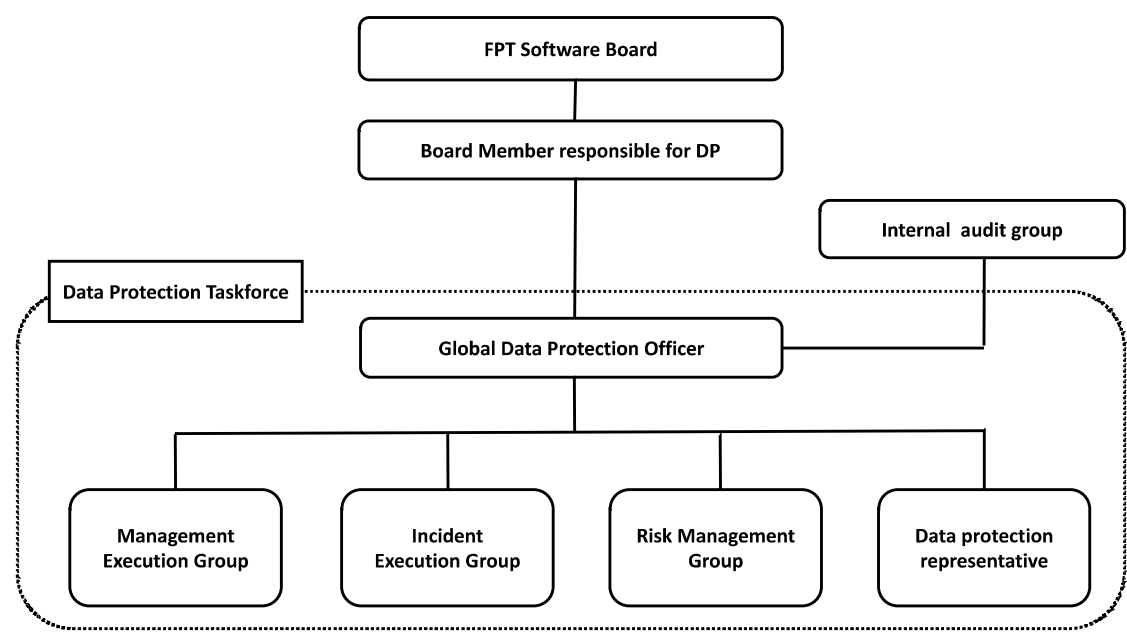 FPT Software Board
Board Member responsible for DP
Internal audit group
Data Protection Taskforce
Global Data Protection Officer
Management
Execution Group
Incident
Execution Group
Risk Management
Group
Data protection
representative